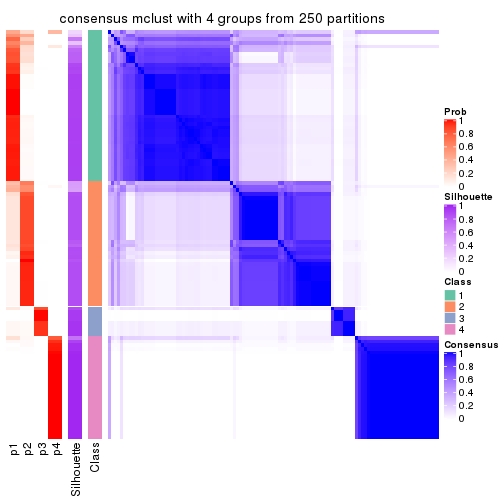 consensus mclust with 4 groups from 250 partitions
Prob
1
0.8
0.6
0.4
0.2
0
Silhouette
1
0.8
0.6
0.4
0.2
0
Class
1
2
3
4
Consensus
1
0.8
0.6
0.4
0.2
0
p1
p2
p3
p4
Silhouette
Class